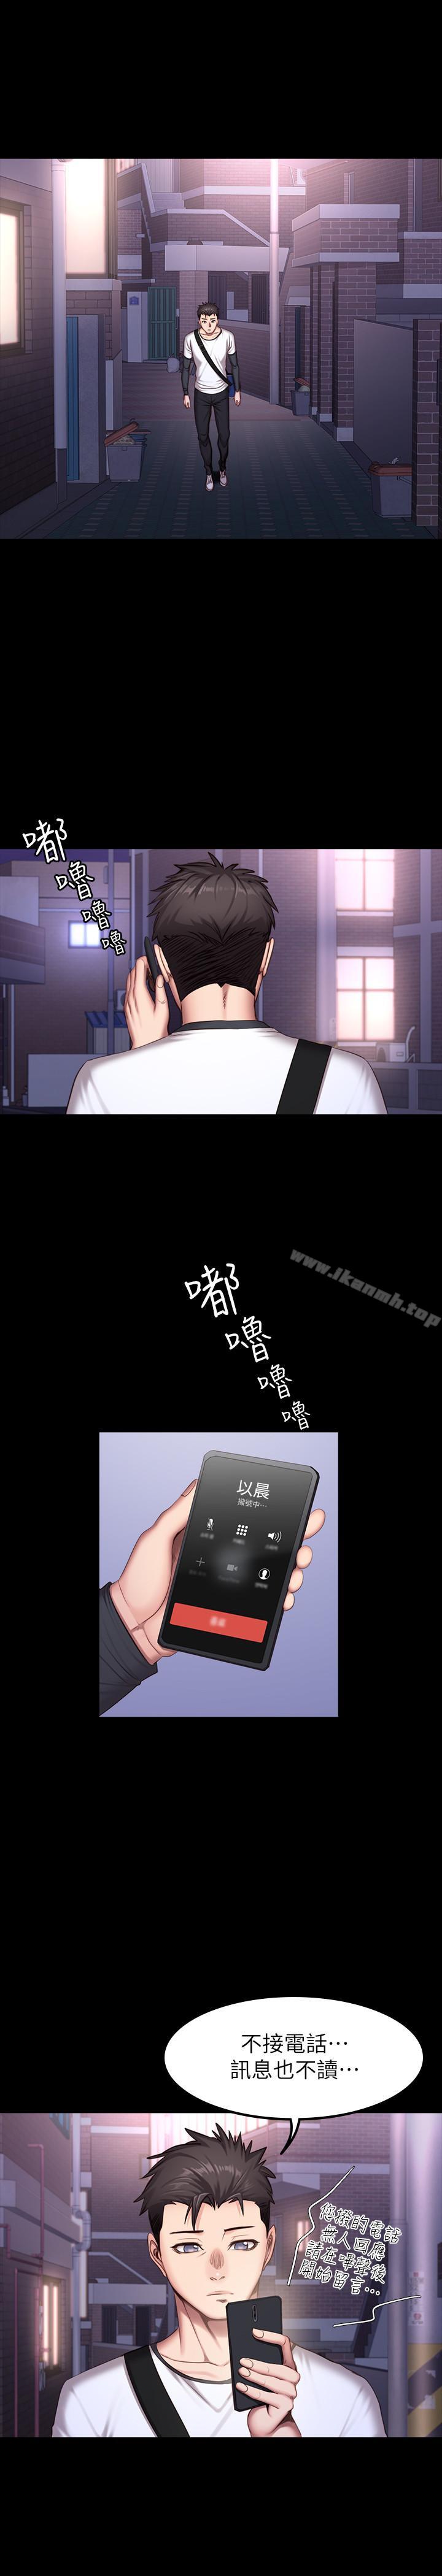 嘟
嚕
嚕
嚕
www.ikanmh.top
嘟
嚕
嚕
嚕
以晨
撥號中…
不接電話…
訊息也不讀…
您撥的電話
無人回應
請在嗶聲後
開始留言…